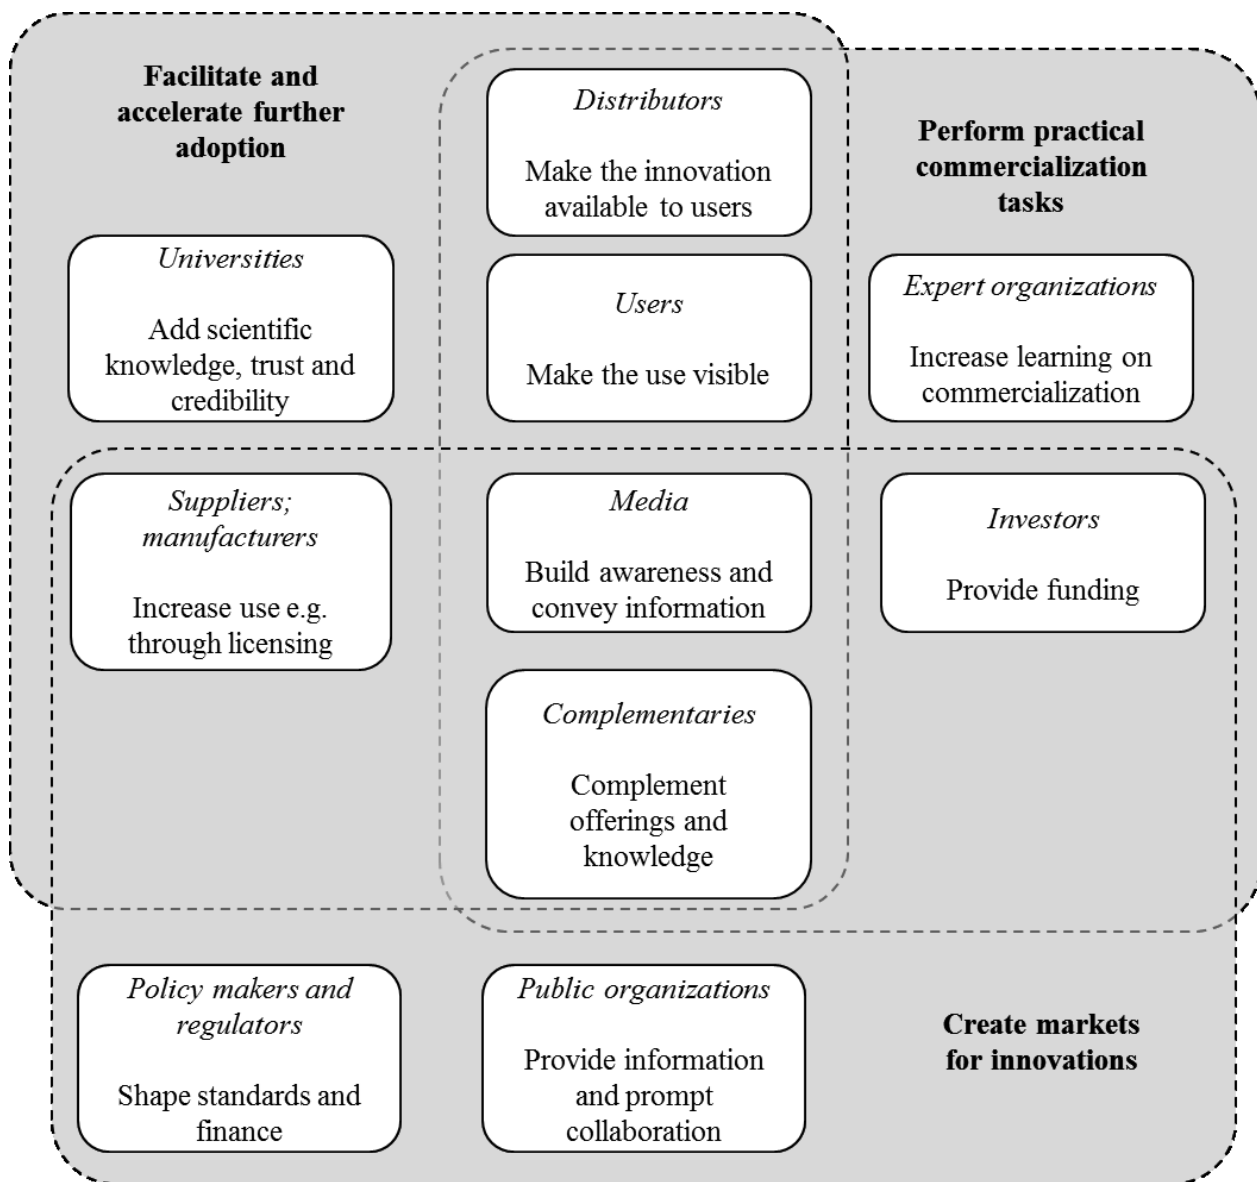 Facilitate and
accelerate further
adoption
Distributors
Make the innovation
available to users
Perform practical
commercialization
tasks
Universities
Add scientific
knowledge, trust and
credibility
Users
Make the use visible
Expert organizations
Increase learning on
commercialization
Suppliers;
manufacturers
Increase use e.g.
through licensing
Media
Build awareness and
convey information
Investors
Provide funding
Complementaries
Complement
offerings and
knowledge
Policy makers and
regulators
Shape standards and
finance
Public organizations
Provide information
and prompt
collaboration
Create markets
for innovations